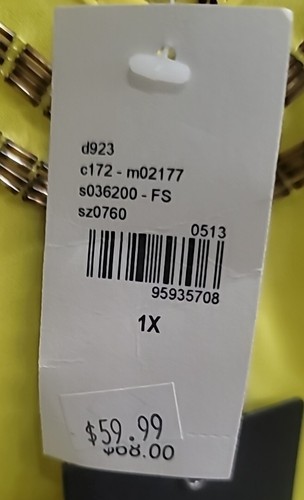 d923
c172 - m02177
s036200 - FS
sz0760
0513
95935708
1X
$59.99
$68.00